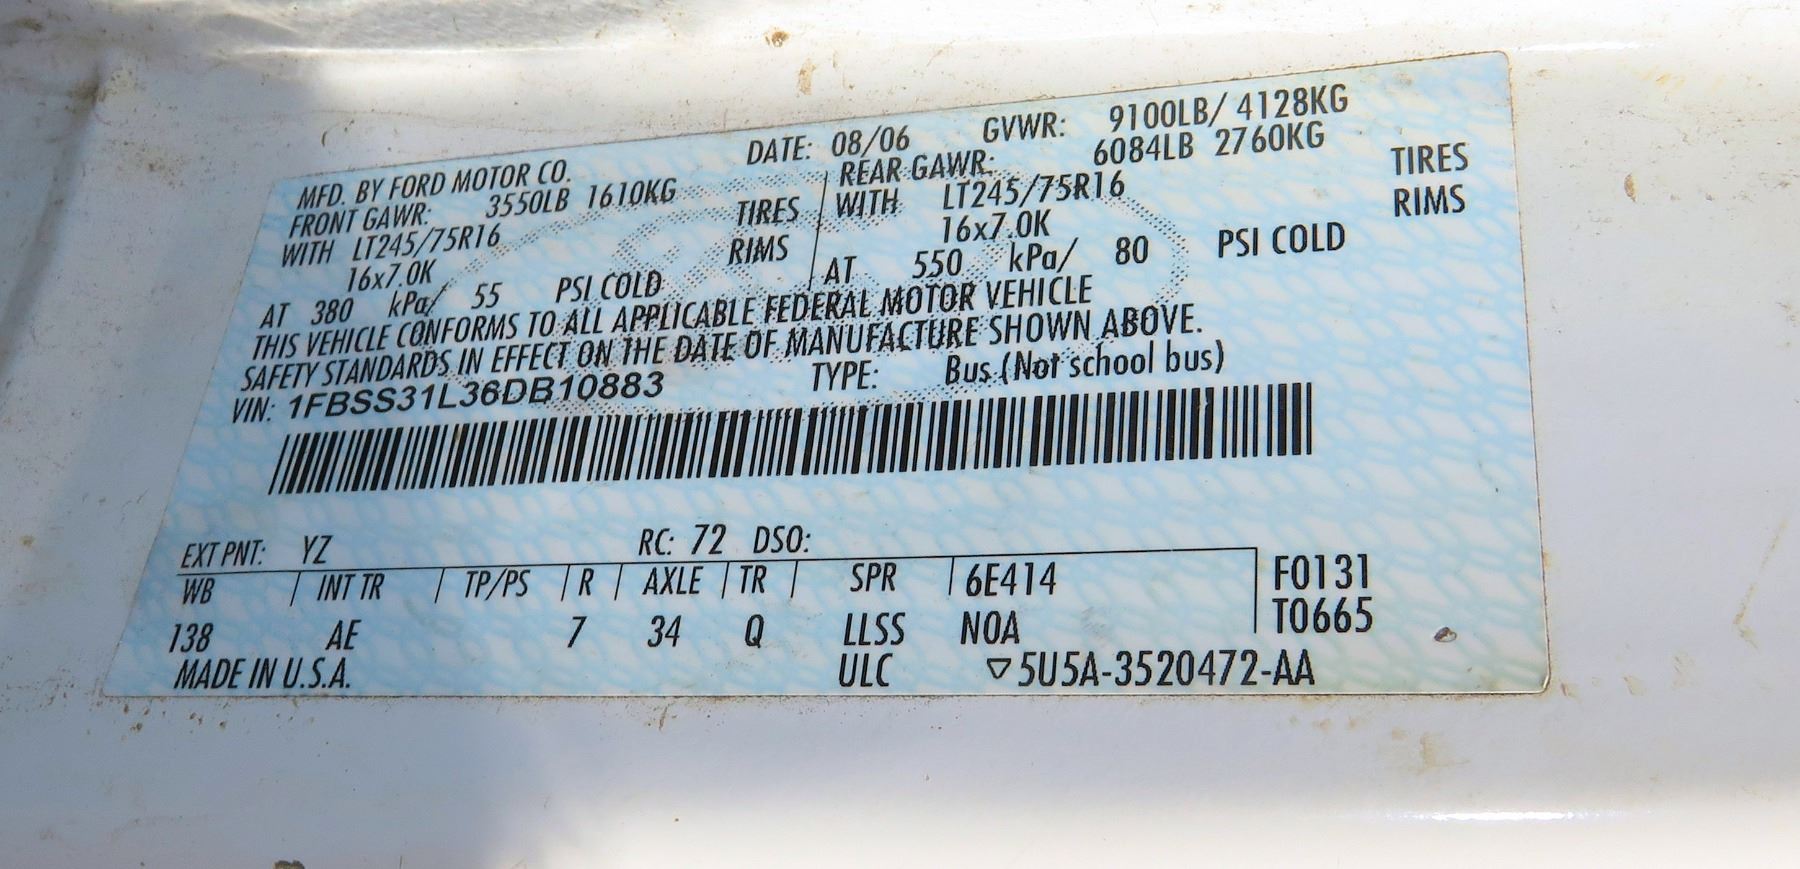 MFD. BY FORD MOTOR CO. DATE: 08/06 GVWR: 9100LB/ 4128KG
FRONT GAWR: 3550LB 1610KG REAR GAWR: 6084LB 2760KG
WITH LT245/75R16 TIRES WITH LT245/75R16 TIRES
16x7.0K RIMS 16x7.0K RIMS
AT 380 kPa/ 55 PSI COLD AT 550 kPa/ 80 PSI COLD
THIS VEHICLE CONFORMS TO ALL APPLICABLE FEDERAL MOTOR VEHICLE
SAFETY STANDARDS IN EFFECT ON THE DATE OF MANUFACTURE SHOWN ABOVE.
VIN: 1FBSS31L36DB10883 TYPE: Bus (Not school bus)
EXT PNT: YZ RC: 72 DSO:
WB INT TR TP/PS R AXLE TR SPR 6E414 F0131
138 AE 7 34 Q LLSS NOA T0665
MADE IN U.S.A. ULC ▽5U5A-3520472-AA